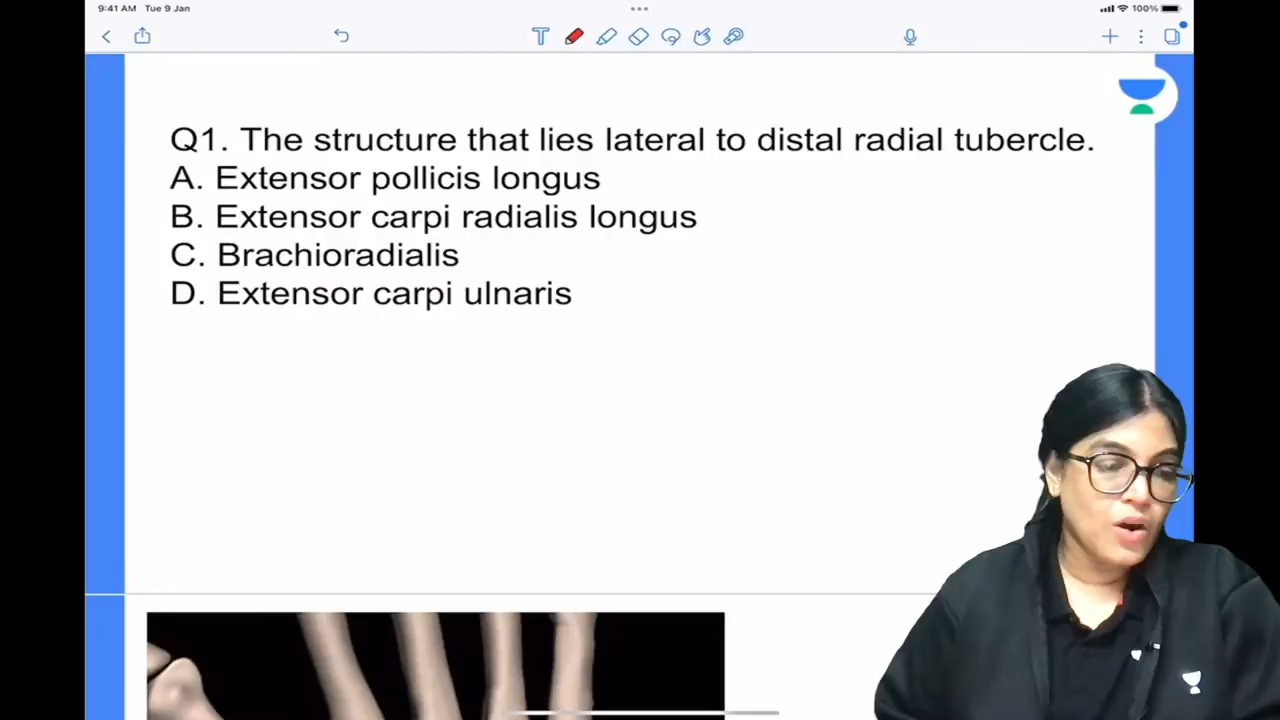 9:41 AM Tue 9 Jan
100%
T
Q1. The structure that lies lateral to distal radial tubercle.
A. Extensor pollicis longus
B. Extensor carpi radialis longus
C. Brachioradialis
D. Extensor carpi ulnaris